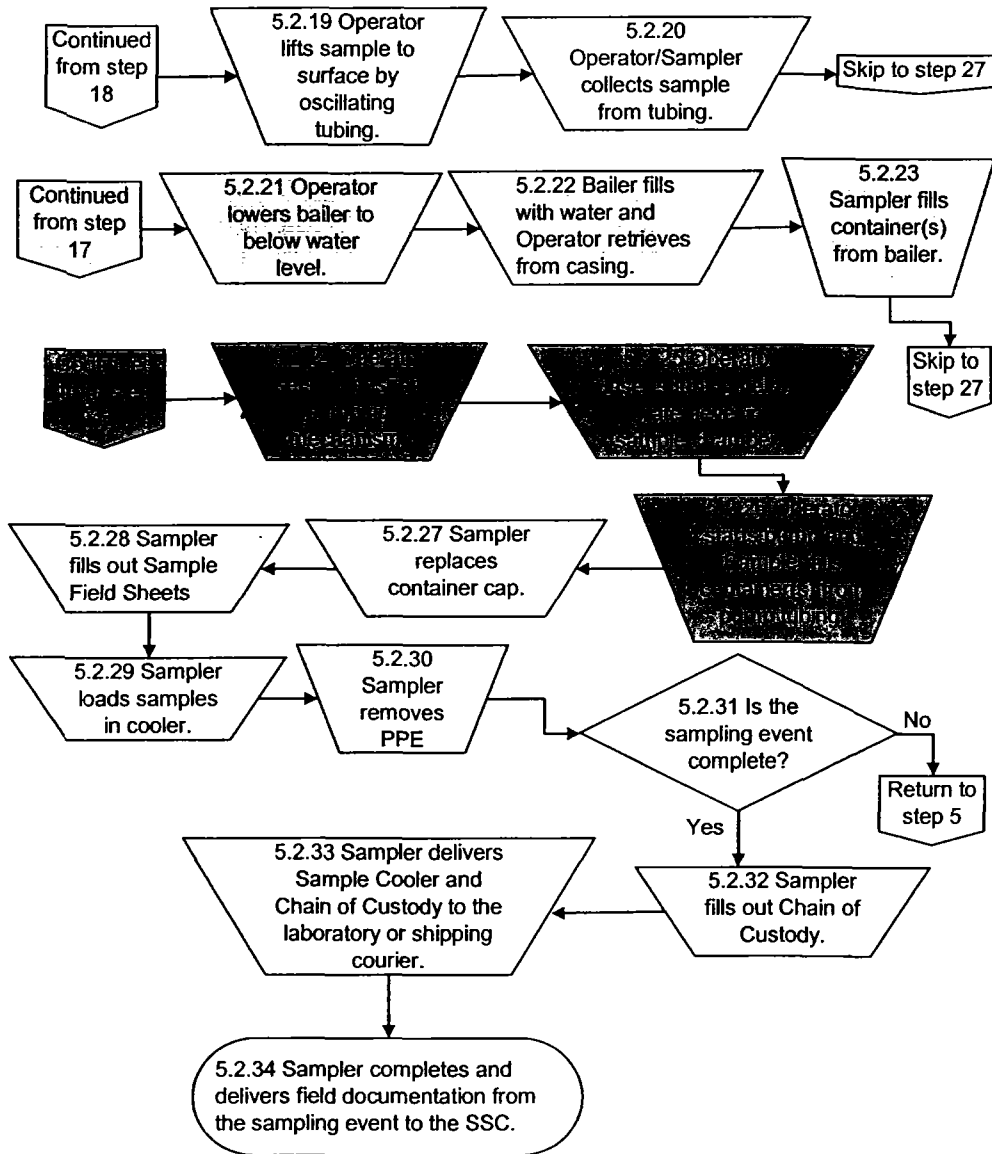 Continued
from step
18
5.2.19 Operator
lifts sample to
surface by
oscillating
tubing.
5.2.20
Operator/Sampler
collects sample
from tubing.
Skip to step 27
Continued
from step
17
5.2.21 Operator
lowers bailer to
below water
level.
5.2.22 Bailer fills
with water and
Operator retrieves
from casing.
5.2.23
Sampler fills
container(s)
from bailer.
Skip to
step 27
Operator
sample chamber
5.2.27 Sampler
replaces
container cap.
5.2.28 Sampler
fills out Sample
Field Sheets
5.2.29 Sampler
loads samples
in cooler.
5.2.30
Sampler
removes
PPE
5.2.31 Is the
sampling event
complete?
No
Return to
step 5
Yes
5.2.32 Sampler
fills out Chain of
Custody.
5.2.33 Sampler delivers
Sample Cooler and
Chain of Custody to the
laboratory or shipping
courier.
5.2.34 Sampler completes and
delivers field documentation from
the sampling event to the SSC.